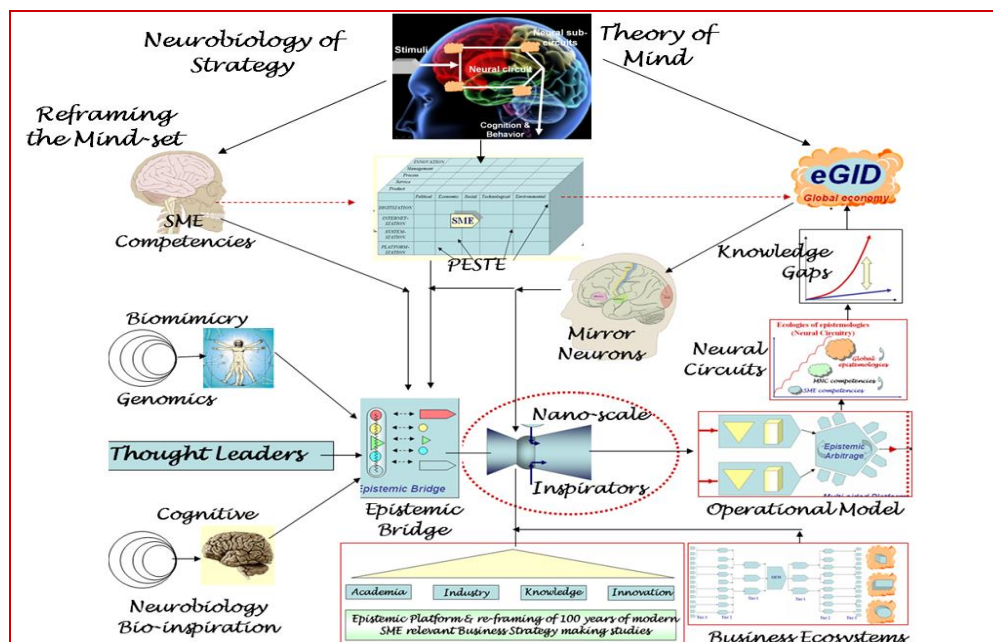 Neurobiology of
Strategy
Stimuli
Neural sub-
circuits
Neural circuit
Cognition &
Behavior
Theory of
Mind
Reframing
the Mind-set
SME
Competencies
INNOVATION
Management
Process
Service
Product
Political
Economic
Social
Technological
Environmental
DIGITIZATION
INTERNET-
SYSTEM-
PLATFORM-
SME
PESTE
eGID
Global economy
Knowledge
Gaps
Mirror
Neurons
Biomimicry
Genomics
Thought Leaders
Cognitive
Neurobiology
Bio-inspiration
Epistemic Bridge
Epistemic
Bridge
Nano-scale
Inspirators
Neural
Circuits
Ecologies of epistemologies
(Neural Circuitry)
Global
epistemologies
MNC competencies
SME competencies
Epistemic
Arbitrage
Operational Model
Academia
Industry
Knowledge
Innovation
Epistemic Platform & re-framing of 100 years of modern
SME relevant Business Strategy making studies
Business Ecosystems